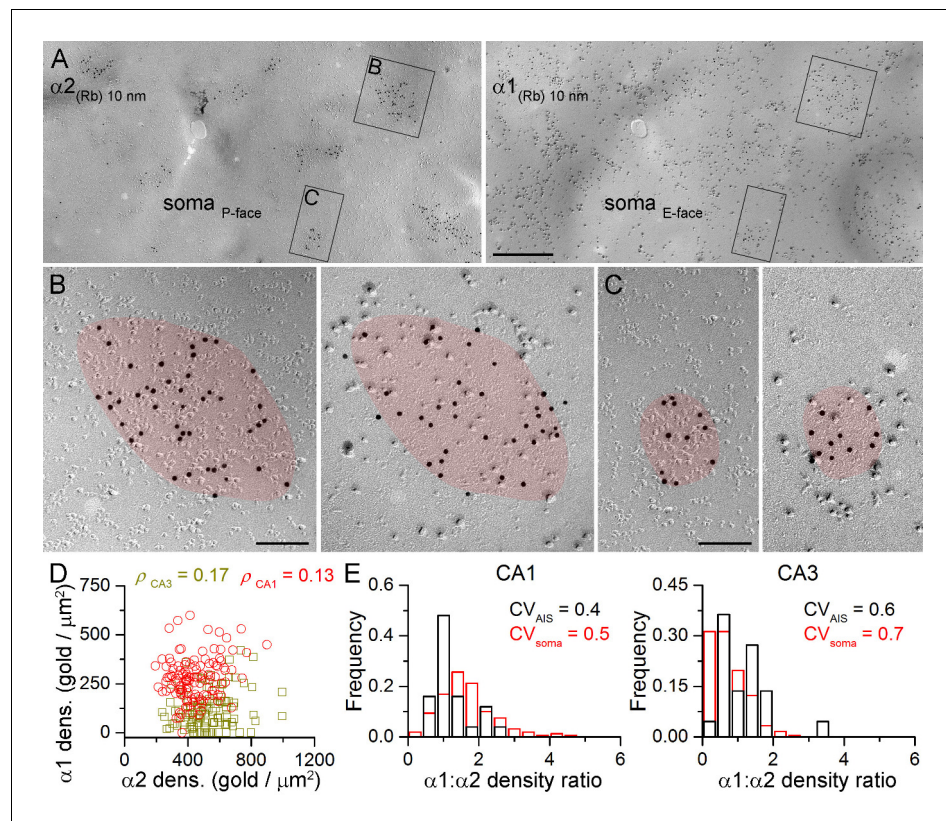 A
α2(Rb) 10 nm
B
C
soma P-face
α1(Rb) 10 nm
soma E-face
B
C
D
ρ CA3 = 0.17 ρ CA1 = 0.13
α1 dens. (gold / μm2)
750
500
250
0
0 400 800 1200
α2 dens. (gold / μm2)
E
CA1
CVAIS = 0.4
CVsoma = 0.5
Frequency
0.6
0.4
0.2
0.0
0 2 4 6
α1:α2 density ratio
CA3
CVAIS = 0.6
CVsoma = 0.7
Frequency
0.45
0.30
0.15
0.0
0 2 4 6
α1:α2 density ratio